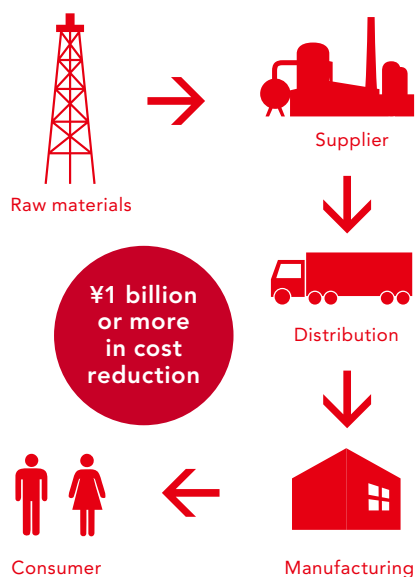 Raw materials
Supplier
Distribution
¥1 billion
or more
in cost
reduction
Consumer
Manufacturing